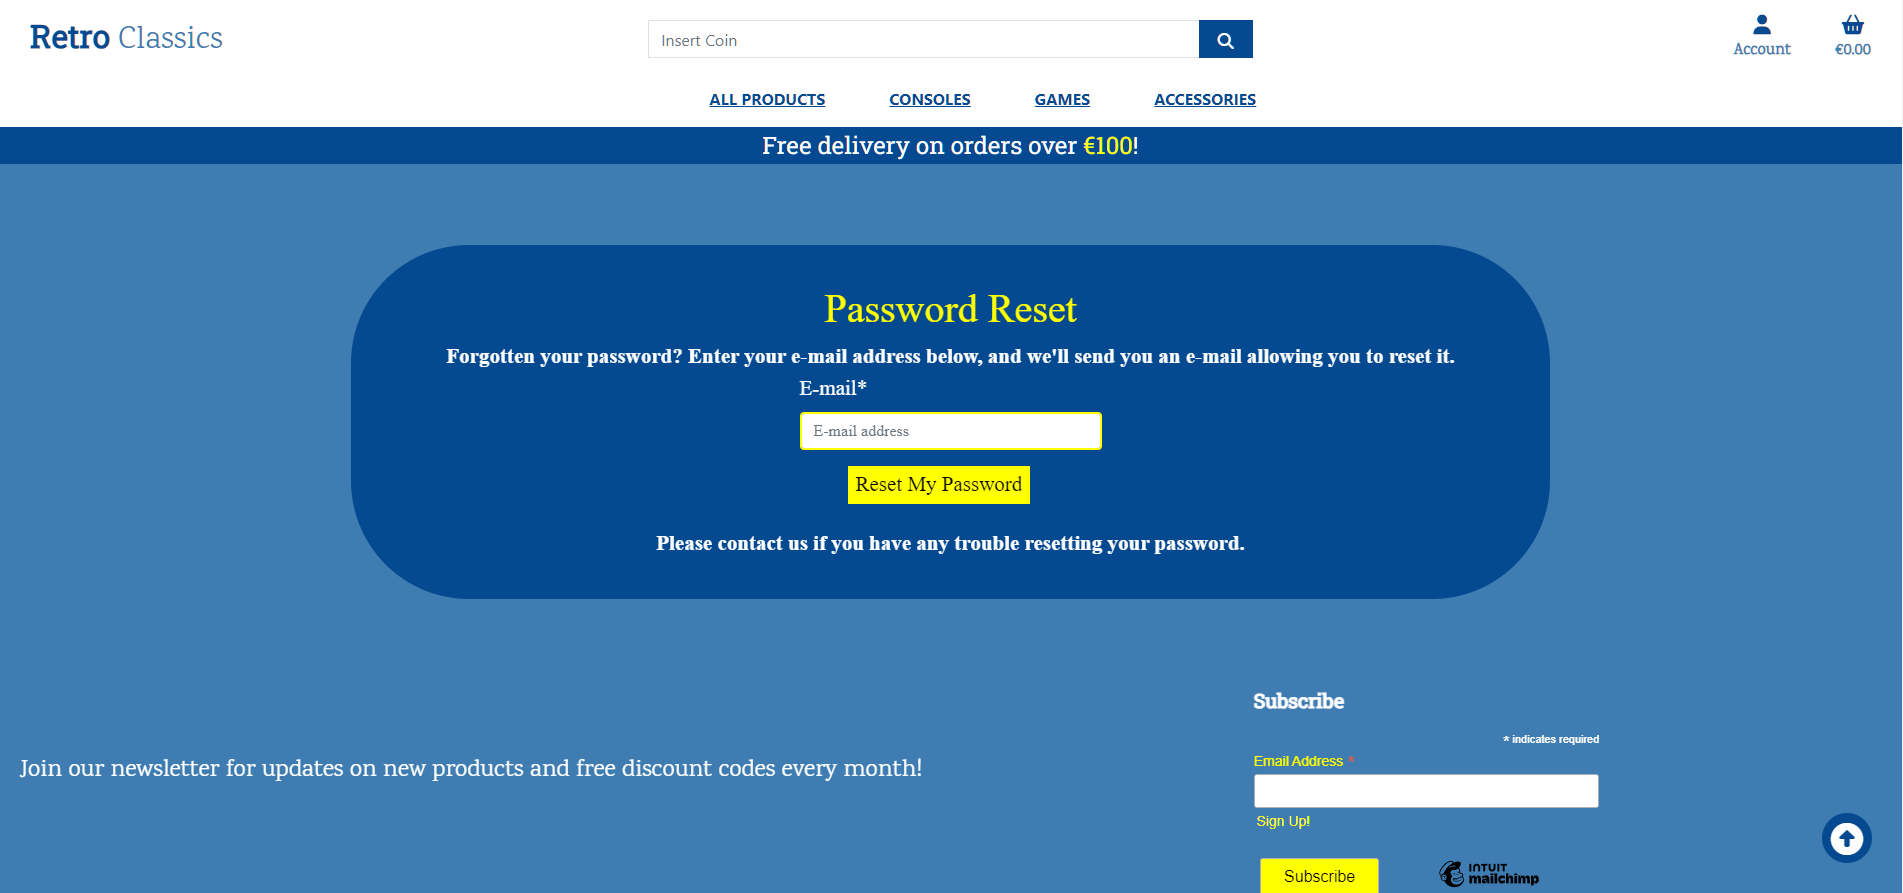 Retro Classics
Insert Coin
Account
€0.00
ALL PRODUCTS
CONSOLES
GAMES
ACCESSORIES
Free delivery on orders over €100!
Password Reset
Forgotten your password? Enter your e-mail address below, and we'll send you an e-mail allowing you to reset it.
E-mail*
E-mail address
Reset My Password
Please contact us if you have any trouble resetting your password.
Join our newsletter for updates on new products and free discount codes every month!
Subscribe
* indicates required
Email Address *
Sign Up!
Subscribe
INTUIT
mailchimp